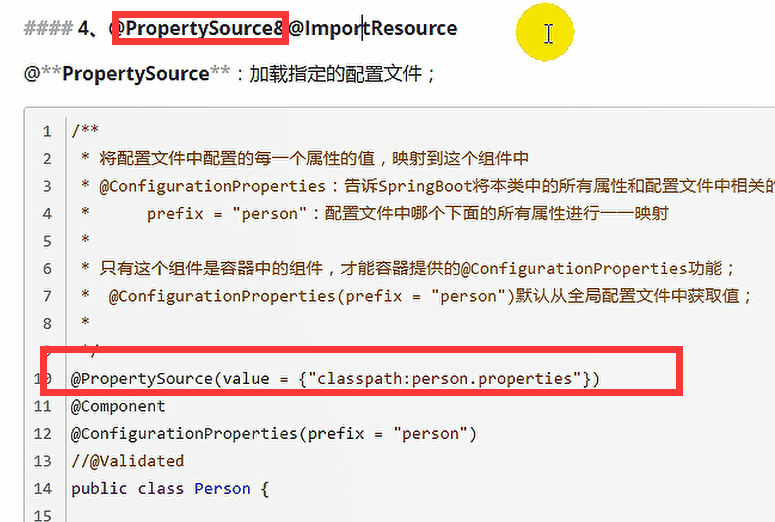 #### 4、@PropertySource&@ImportResource
@**PropertySource**：加载指定的配置文件；
1 /**
2  * 将配置文件中配置的每一个属性的值，映射到这个组件中
3  * @ConfigurationProperties：告诉SpringBoot将本类中的所有属性和配置文件中相关的
4  *      prefix = "person"：配置文件中哪个下面的所有属性进行一一映射
5  *
6  * 只有这个组件是容器中的组件，才能容器提供的@ConfigurationProperties功能；
7  *  @ConfigurationProperties(prefix = "person")默认从全局配置文件中获取值；
8  *
9  */
10 @PropertySource(value = {"classpath:person.properties"})
11 @Component
12 @ConfigurationProperties(prefix = "person")
13 //@Validated
14 public class Person {
15